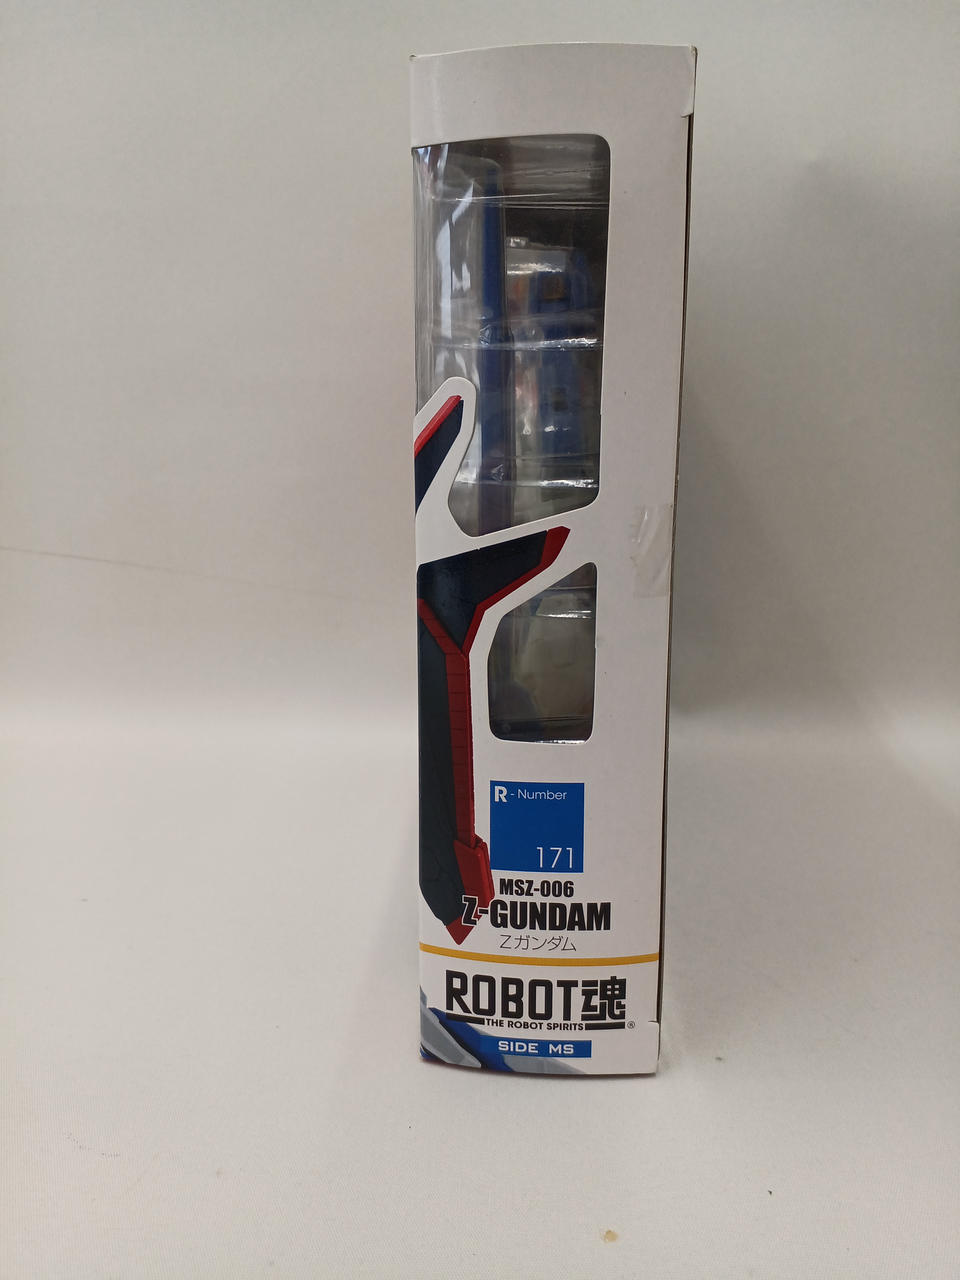 R - Number
171
MSZ-006
Z-GUNDAM
Zガンダム
ROBOT魂
THE ROBOT SPIRITS
®
SIDE MS